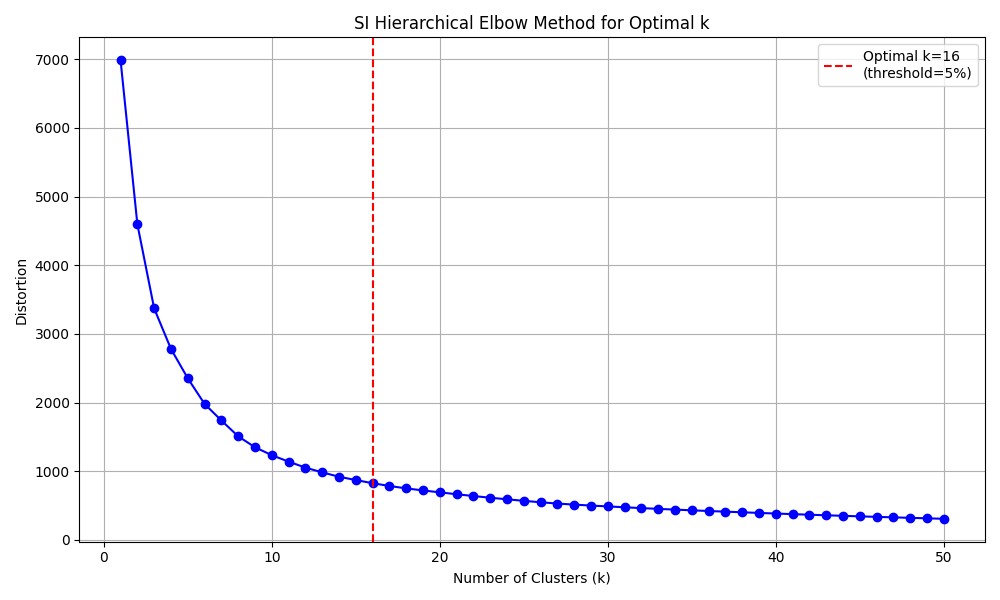 SI Hierarchical Elbow Method for Optimal k
Optimal k=16
(threshold=5%)
Distortion
7000
6000
5000
4000
3000
2000
1000
0
0 10 20 30 40 50
Number of Clusters (k)